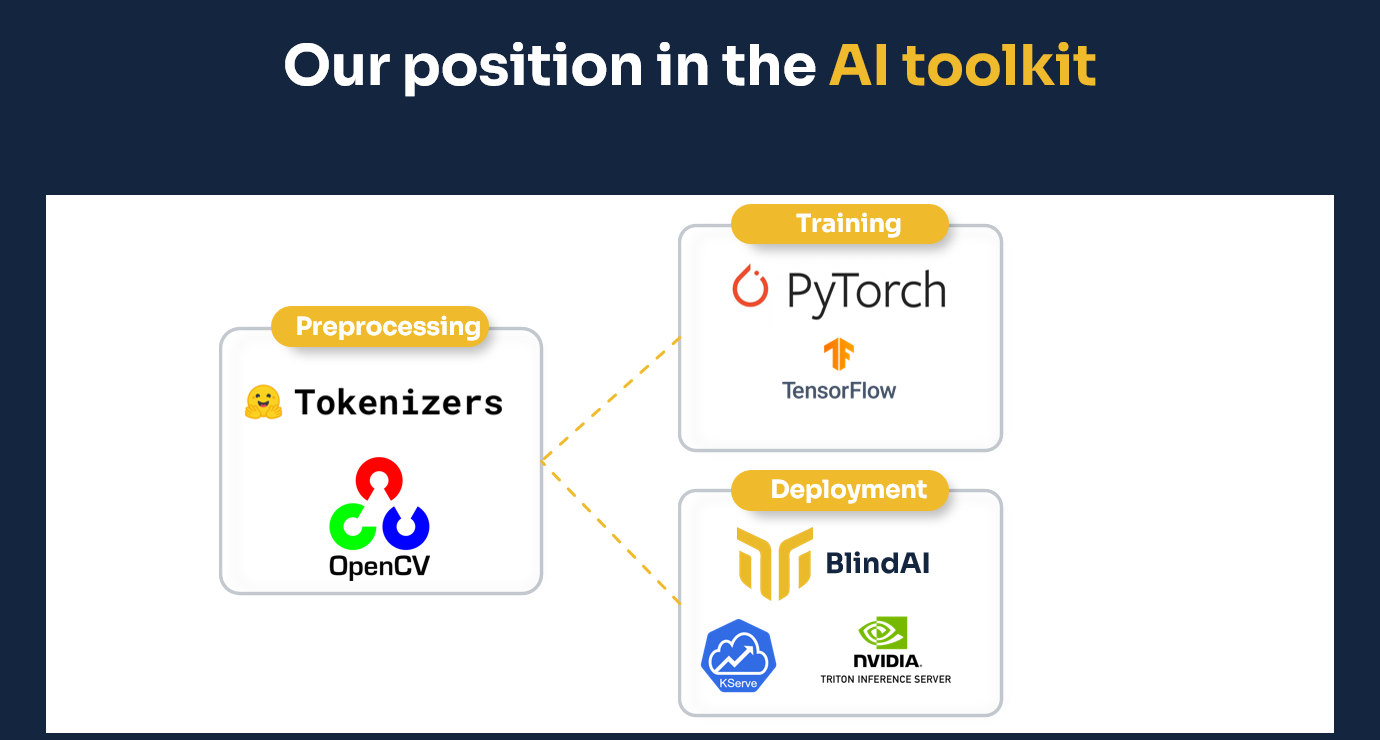 Our position in the AI toolkit
Preprocessing
Tokenizers
OpenCV
Training
PyTorch
TensorFlow
Deployment
BlindAI
KServe
NVIDIA.
TRITON INFERENCE SERVER